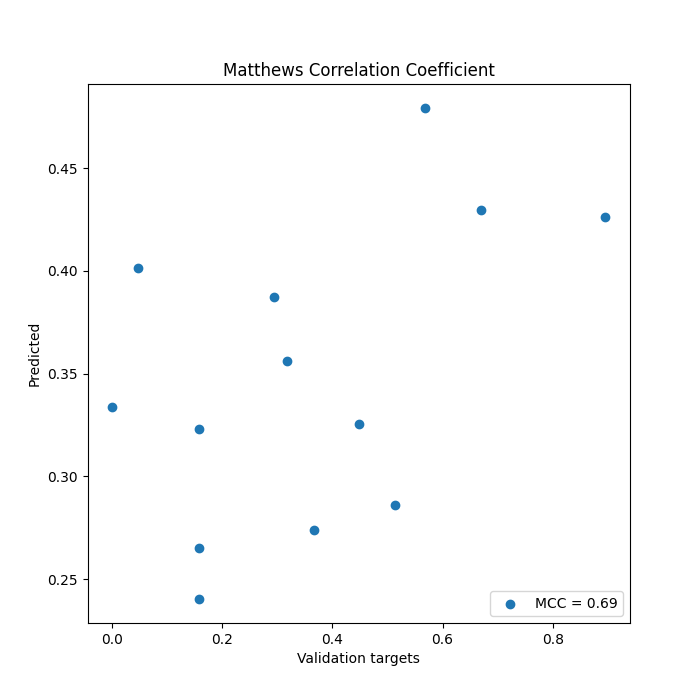 Matthews Correlation Coefficient
0.45
0.40
0.35
0.30
0.25
Predicted
MCC = 0.69
0.0 0.2 0.4 0.6 0.8
Validation targets